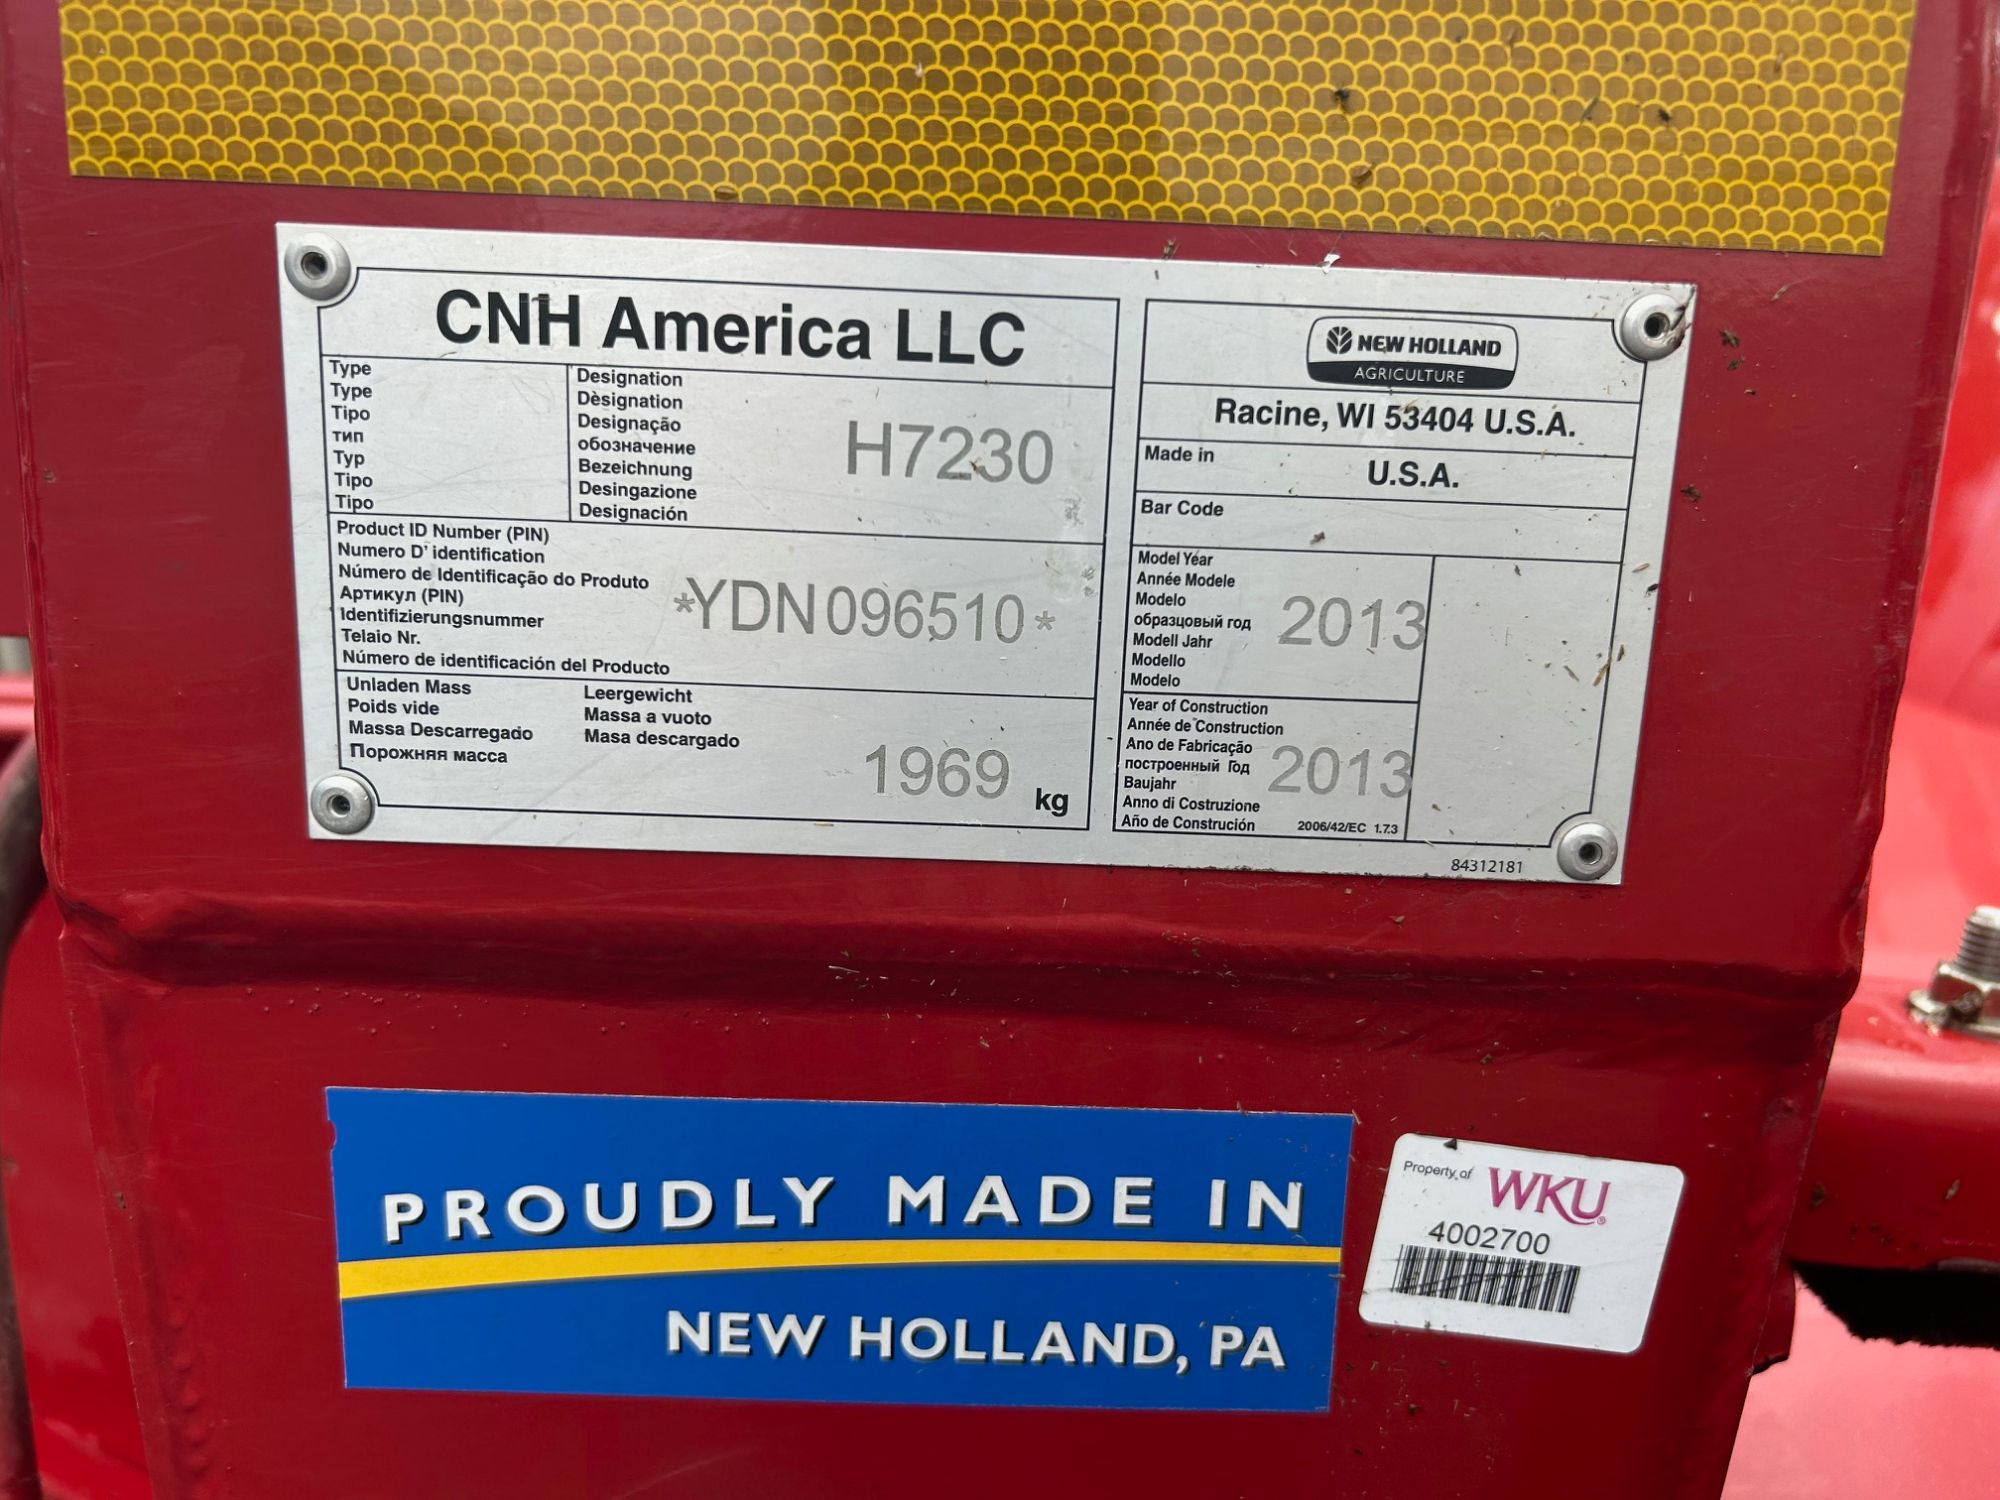 CNH America LLC
Type
Type
Tipo
тип
Typ
Tipo
Tipo
Designation
Dèsignation
Designação
обозначение
Bezeichnung
Desingazione
Designación
H7230
Product ID Number (PIN)
Numero D' identification
Número de Identificação do Produto
Артикул (PIN)
Identifizierungsnummer
Telaio Nr.
Número de identificación del Producto
*YDN096510*
Unladen Mass
Poids vide
Massa Descarregado
Порожняя масса
Leergewicht
Massa a vuoto
Masa descargado
1969 kg
NEW HOLLAND
AGRICULTURE
Racine, WI 53404 U.S.A.
Made in
U.S.A.
Bar Code
Model Year
Année Modele
Modelo
образцовый год
Modell Jahr
Modello
Modelo
2013
Year of Construction
Année de Construction
Ano de Fabricação
построенный Год
Baujahr
Anno di Costruzione
Año de Construción
2013
2006/42/EC 1.7.3
84312181
PROUDLY MADE IN
NEW HOLLAND, PA
Property of WKU®
4002700